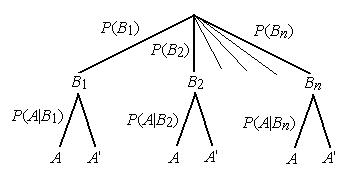 P(B1) P(B2) P(Bn)
B1 B2 Bn
P(A|B1) P(A|B2) P(A|Bn)
A A' A A' A A'